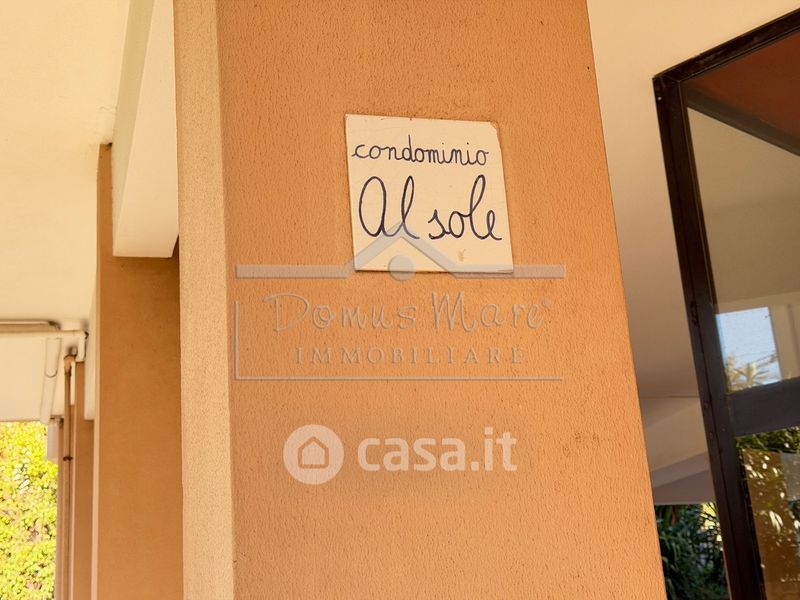 condominio
Al sole
Domus Mare®
IMMOBILIARE
casa.it